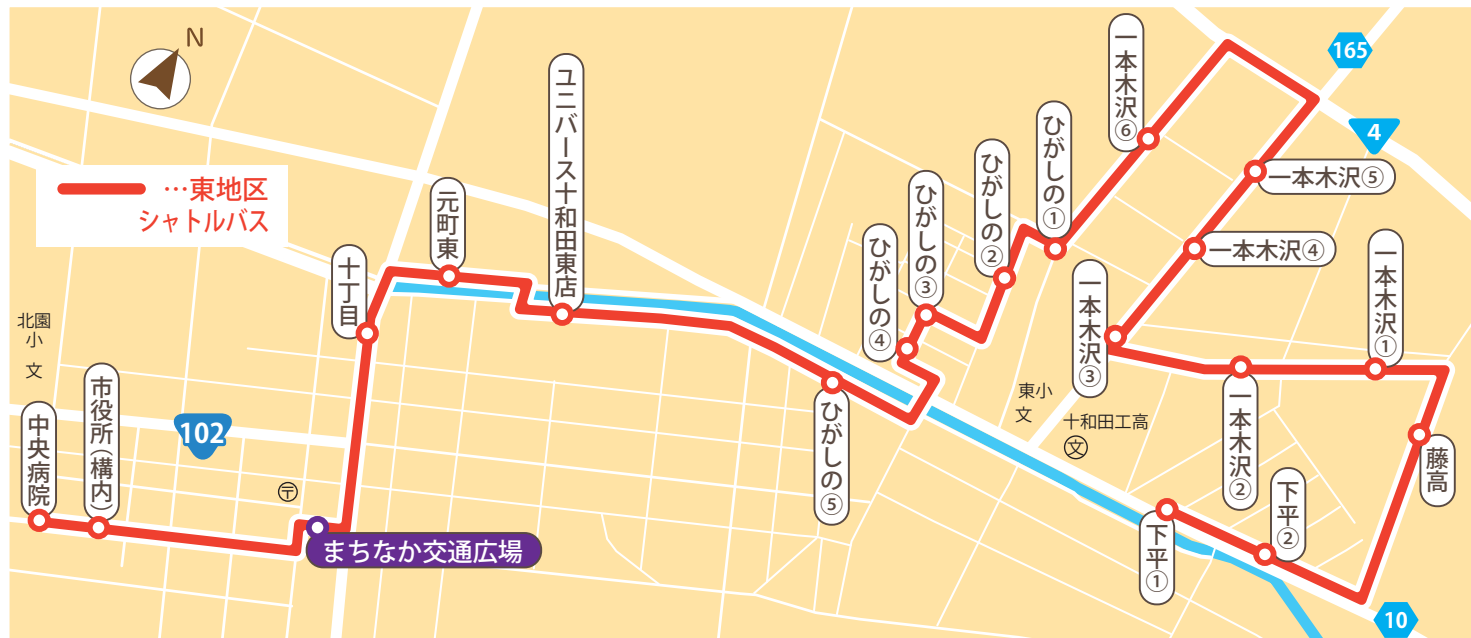 N
…東地区
シャトルバス
165
4
102
10
北園
小
文
中央病院
市役所(構内)
〒
まちなか交通広場
十丁目
元町東
ユニバース十和田東店
ひがしの⑤
ひがしの④
ひがしの③
ひがしの②
ひがしの①
一本木沢⑥
一本木沢⑤
一本木沢④
一本木沢③
一本木沢②
一本木沢①
藤高
下平②
下平①
東小
文
十和田工高
文